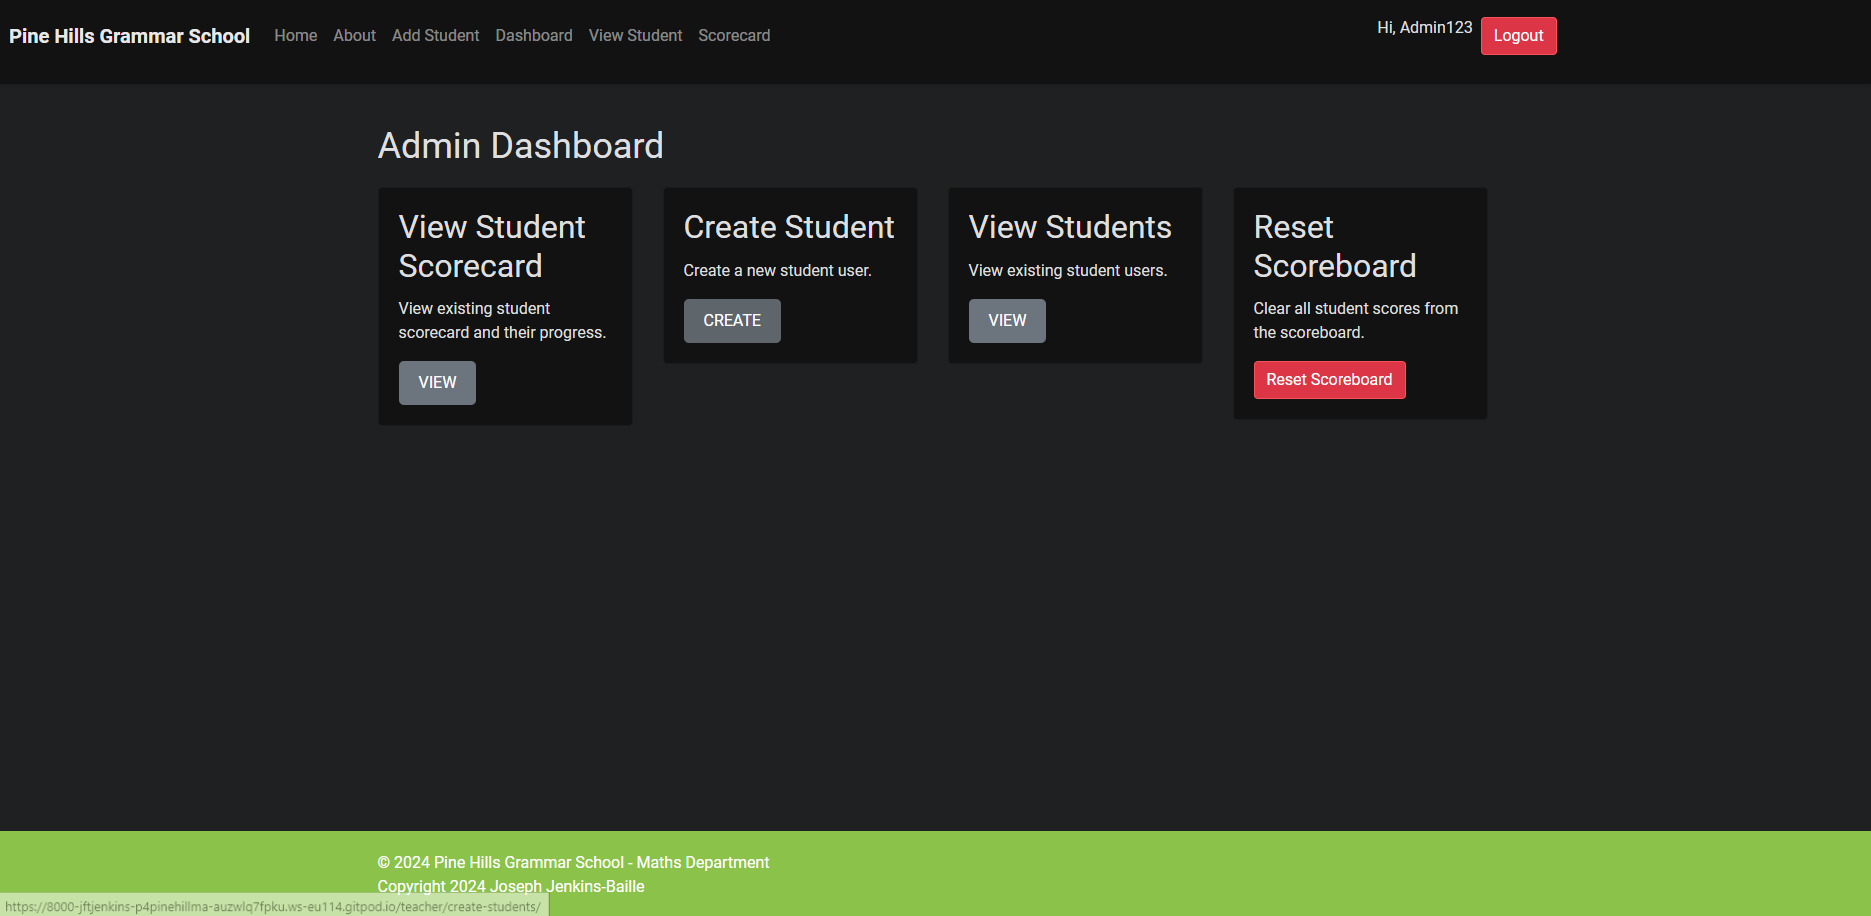 Pine Hills Grammar School Home About Add Student Dashboard View Student Scorecard Hi, Admin123 Logout
Admin Dashboard
View Student
Scorecard
View existing student
scorecard and their progress.
VIEW
Create Student
Create a new student user.
CREATE
View Students
View existing student users.
VIEW
Reset
Scoreboard
Clear all student scores from
the scoreboard.
Reset Scoreboard
© 2024 Pine Hills Grammar School - Maths Department
Copyright 2024 Joseph Jenkins-Baille
https://8000-jftjenkins-p4pinehillma-auzwlq7fpku.ws-eu114.gitpod.io/teacher/create-students/